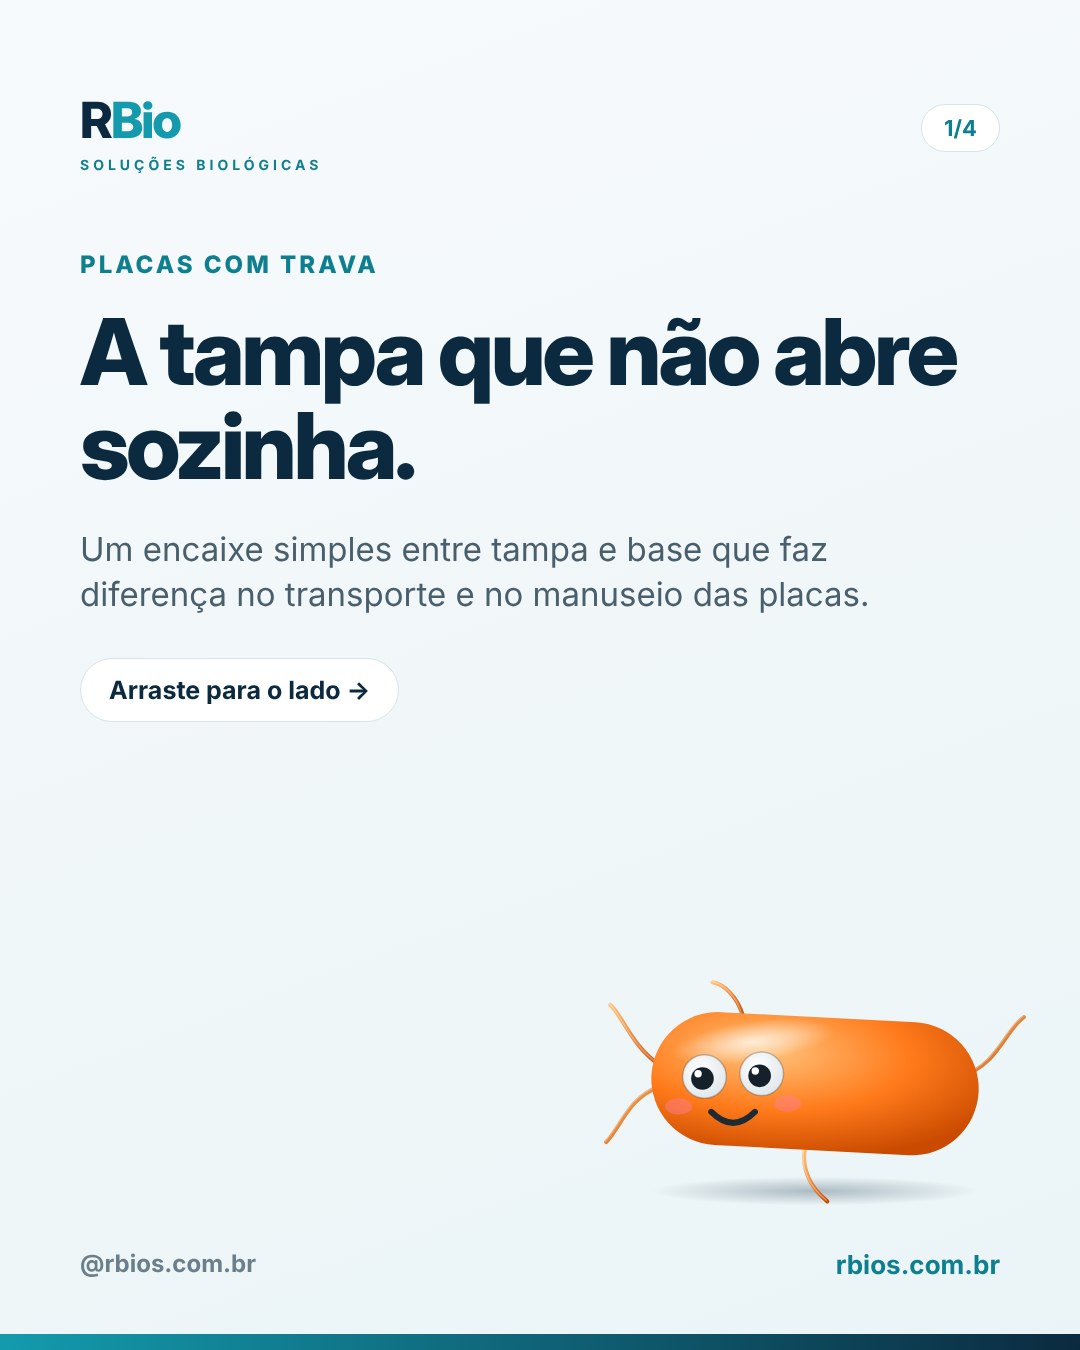 RBio
SOLUÇÕES BIOLÓGICAS
1/4
PLACAS COM TRAVA
A tampa que não abre
sozinha.
Um encaixe simples entre tampa e base que faz
diferença no transporte e no manuseio das placas.
Arraste para o lado →
@rbios.com.br
rbios.com.br